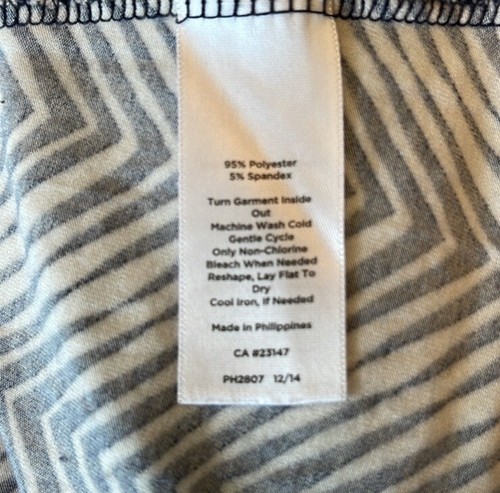 95% Polyester
5% Spandex
Turn Garment Inside
Out
Machine Wash Cold
Gentle Cycle
Only Non-Chlorine
Bleach When Needed
Reshape, Lay Flat To
Dry
Cool Iron, If Needed
Made in Philippines
CA #23147
PH2807 12/14